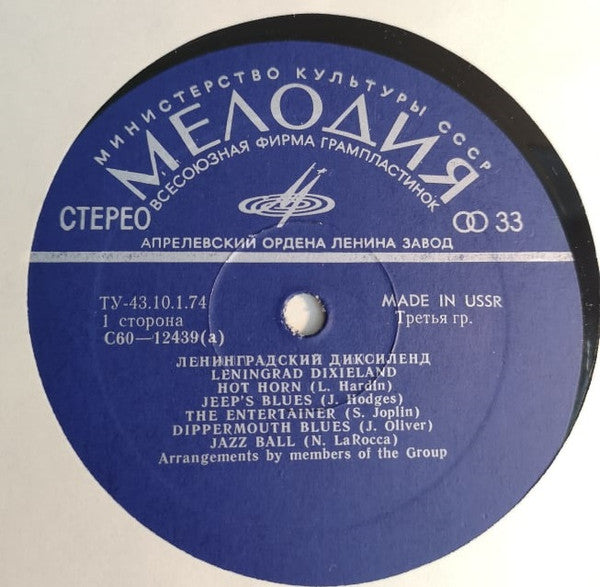 МИНИСТЕРСТВО КУЛЬТУРЫ СССР
МЕЛОДИЯ
ВСЕСОЮЗНАЯ ФИРМА ГРАМПЛАСТИНОК
СТЕРЕО
33
АПРЕЛЕВСКИЙ ОРДЕНА ЛЕНИНА ЗАВОД
ТУ-43.10.1.74
MADE IN USSR
1 сторона
Третья гр.
С60—12439(а)
ЛЕНИНГРАДСКИЙ ДИКСИЛЕНД
LENINGRAD DIXIELAND
HOT HORN (L. Hardin)
JEEP'S BLUES (J. Hodges)
THE ENTERTAINER (S. Joplin)
DIPPERMOUTH BLUES (J. Oliver)
JAZZ BALL (N. LaRocca)
Arrangements by members of the Group